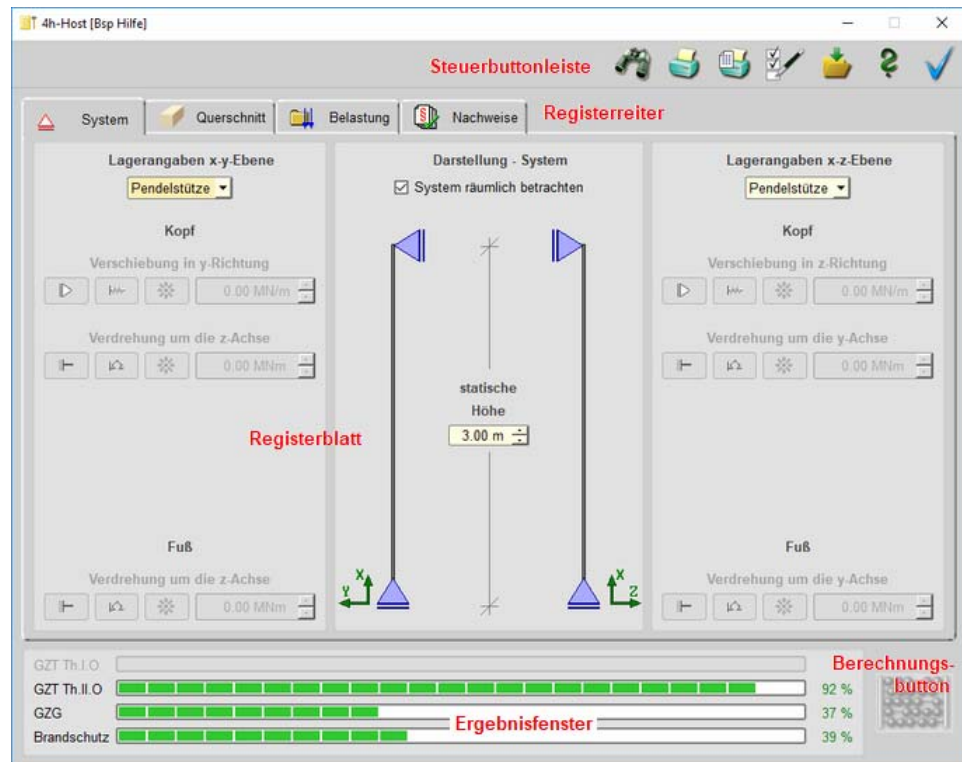 4h-Host [Bsp Hilfe]
Steuerbuttonleiste
System
Querschnitt
Belastung
Nachweise
Registerreiter
Lagerangaben x-y-Ebene
Pendelstütze
Kopf
Verschiebung in y-Richtung
0.00 MN/m
Verdrehung um die z-Achse
0.00 MNm
Fuß
Verdrehung um die z-Achse
0.00 MNm
Darstellung - System
System räumlich betrachten
statische
Höhe
3.00 m
Registerblatt
X
Y
X
Z
Lagerangaben x-z-Ebene
Pendelstütze
Kopf
Verschiebung in z-Richtung
0.00 MN/m
Verdrehung um die y-Achse
0.00 MNm
Fuß
Verdrehung um die y-Achse
0.00 MNm
GZT Th.I.O
GZT Th.II.O
92 %
GZG
37 %
Brandschutz
39 %
Ergebnisfenster
Berechnungs-
button